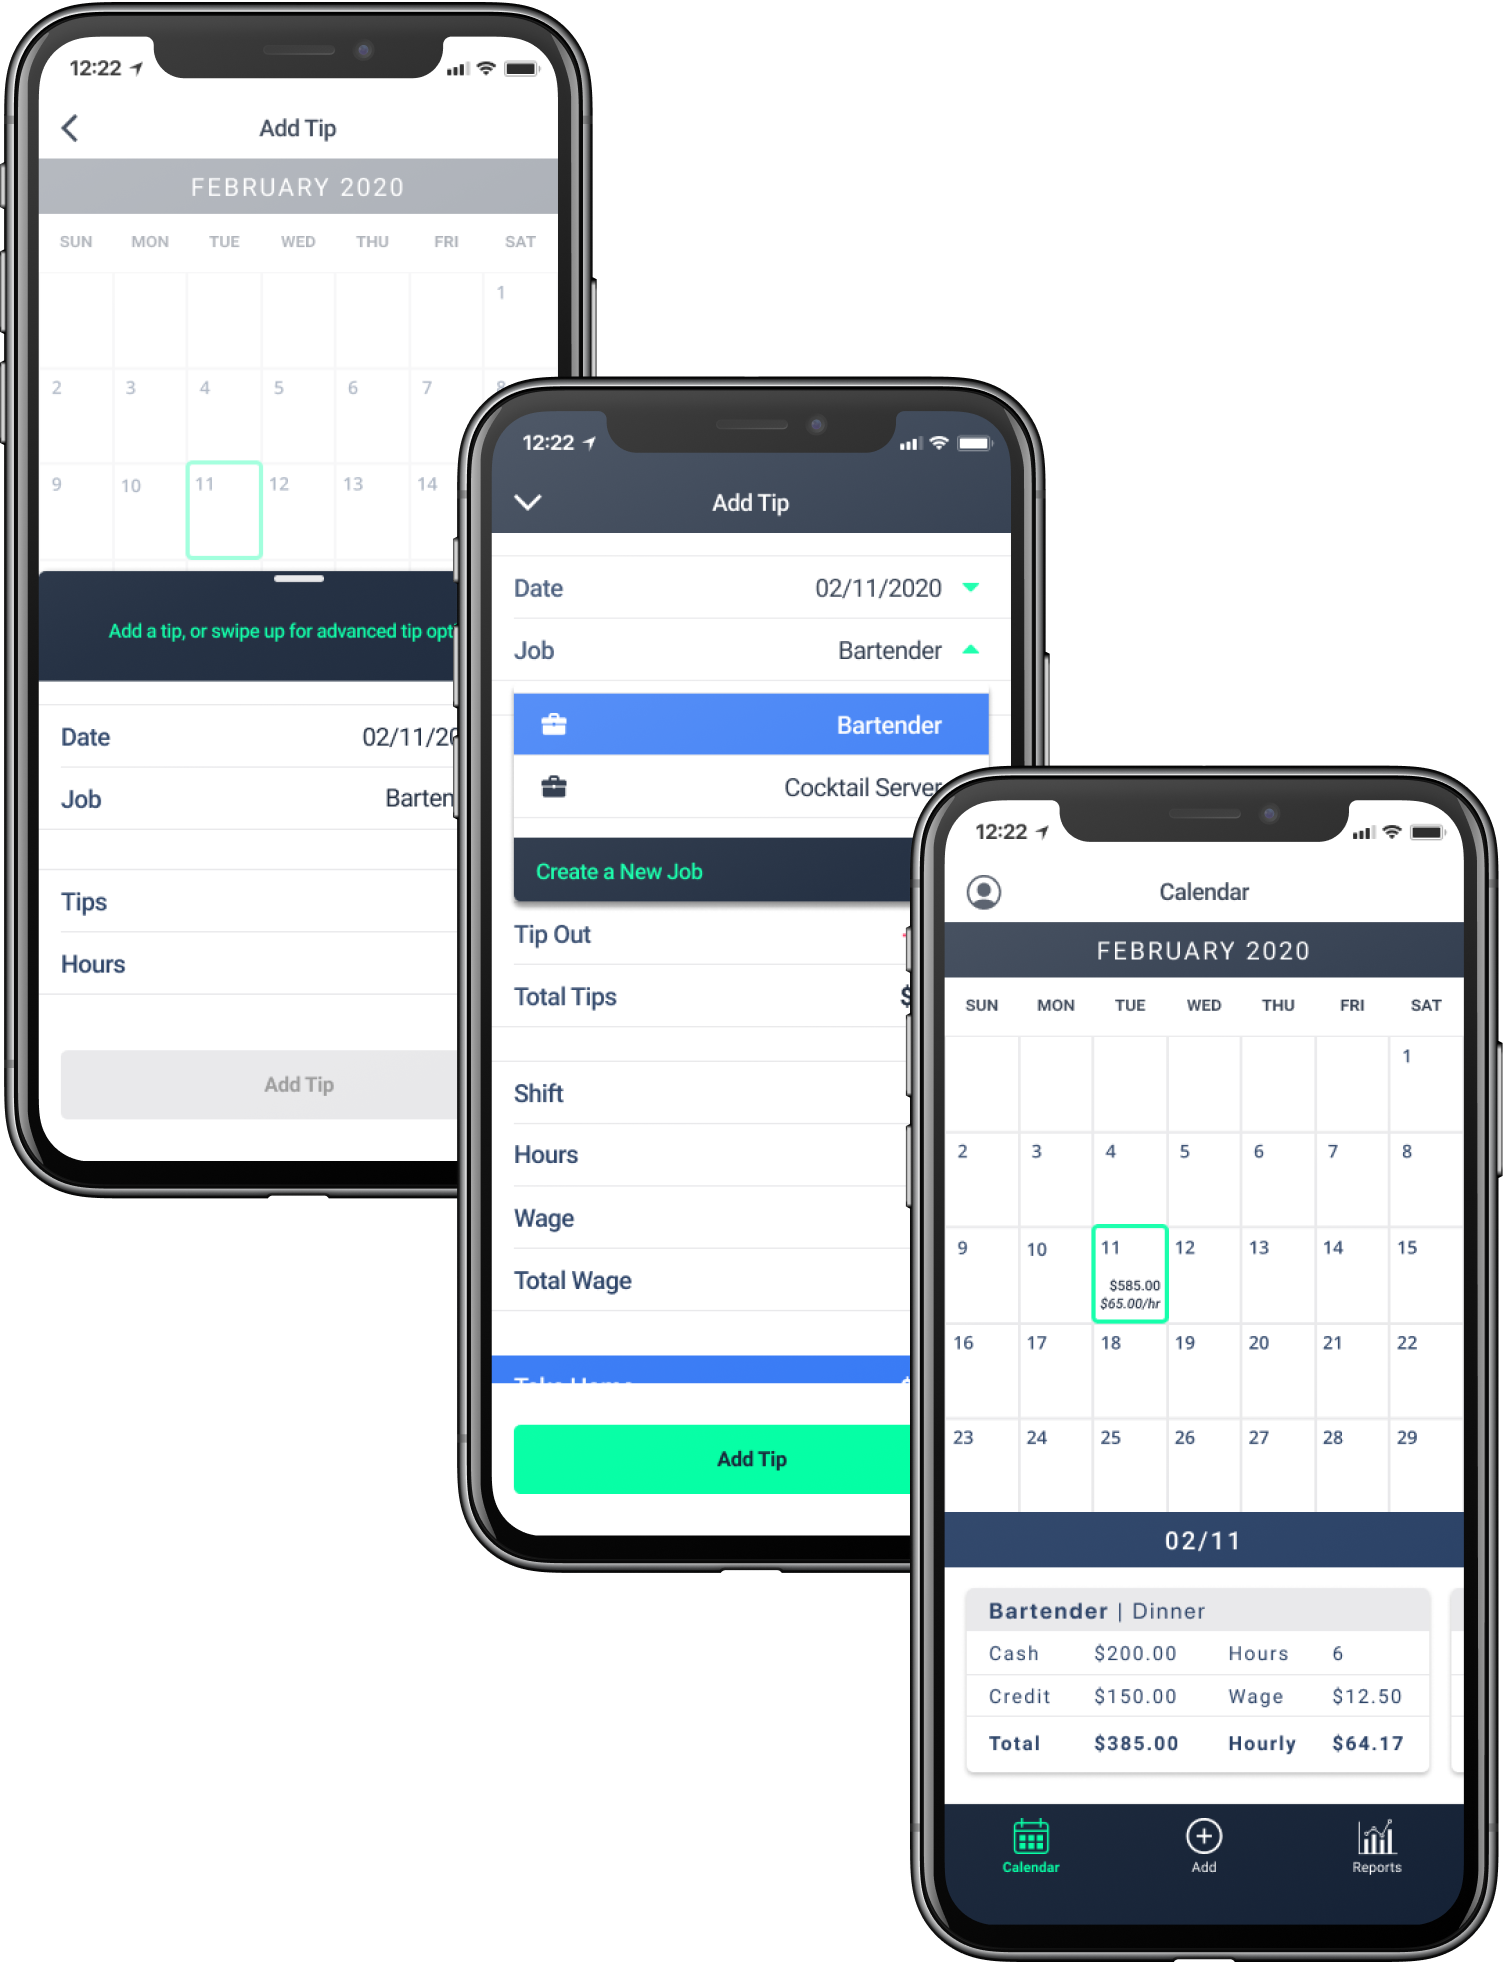 12:22
Add Tip
FEBRUARY 2020
SUN MON TUE WED THU FRI SAT
1
2 3 4 5 6 7 8
9 10 11 12 13 14
Add a tip, or swipe up for advanced tip
Date 02/11/20
Job
Tips
Hours
Add Tip
12:22
Add Tip
Date 02/11/2020
Job Bartender
Bartender
Cocktail Server
Create a New Job
Tip Out
Total Tips $
Shift
Hours
Wage
Total Wage
Take Home
Add Tip
12:22
Calendar
FEBRUARY 2020
SUN MON TUE WED THU FRI SAT
1
2 3 4 5 6 7 8
9 10 11 12 13 14 15
$585.00
$65.00/hr
16 17 18 19 20 21 22
23 24 25 26 27 28 29
02/11
Bartender | Dinner
Cash $200.00 Hours 6
Credit $150.00 Wage $12.50
Total $385.00 Hourly $64.17
Calendar Add Reports